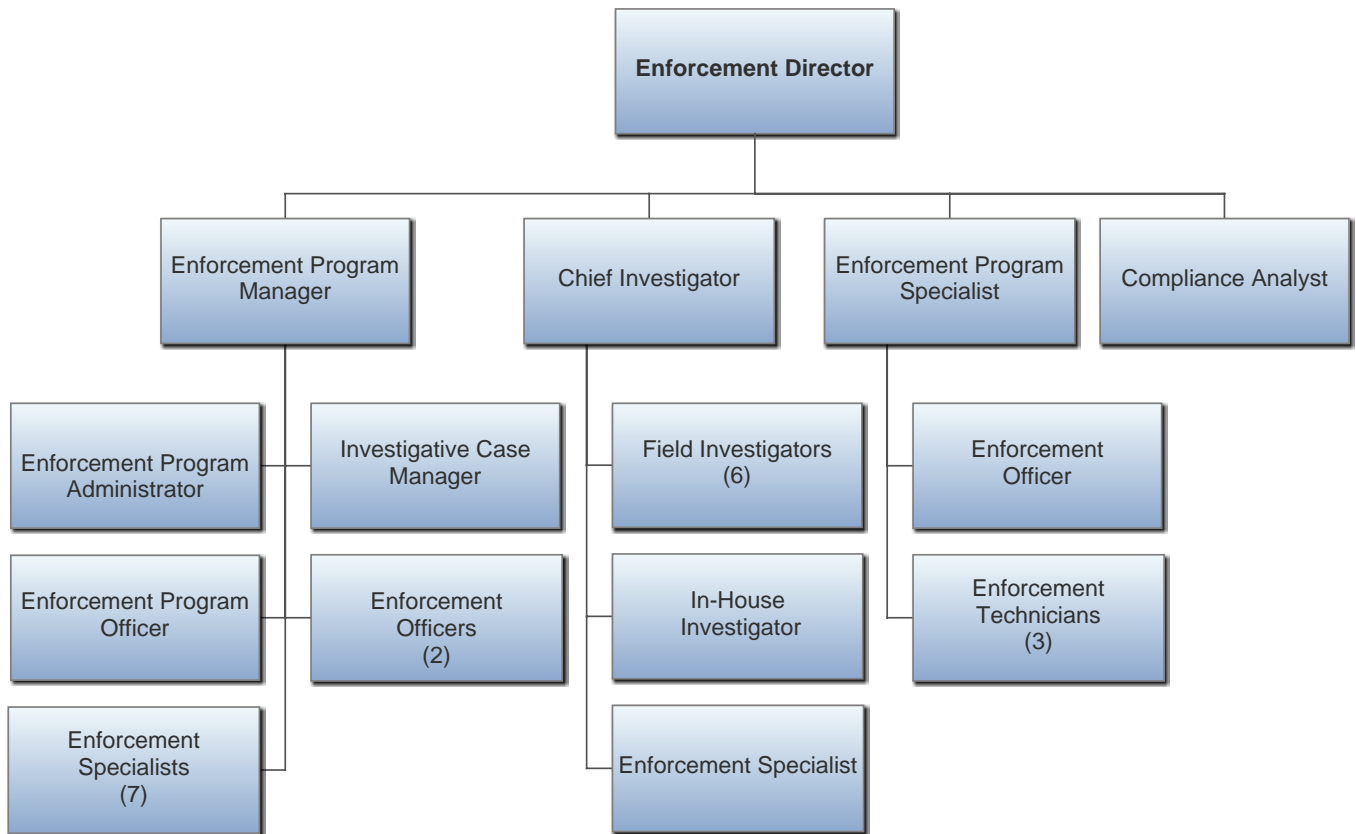 Enforcement Director
Enforcement Program
Manager
Chief Investigator
Enforcement Program
Specialist
Compliance Analyst
Enforcement Program
Administrator
Investigative Case
Manager
Field Investigators
(6)
Enforcement
Officer
Enforcement Program
Officer
Enforcement
Officers
(2)
In-House
Investigator
Enforcement
Technicians
(3)
Enforcement
Specialists
(7)
Enforcement Specialist